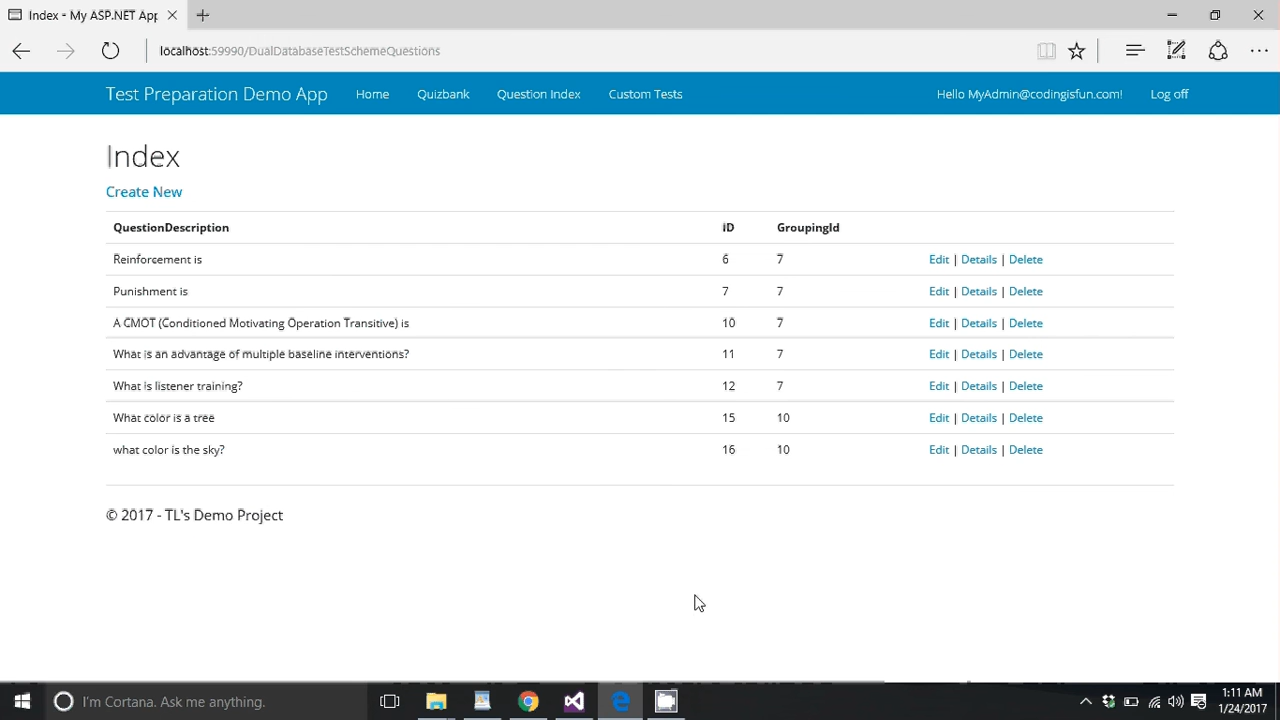 Index - My ASP.NET App
localhost:59990/DualDatabaseTestSchemeQuestions
Test Preparation Demo App Home Quizbank Question Index Custom Tests Hello MyAdmin@codingisfun.com! Log off
Index
Create New
QuestionDescription ID GroupingId
Reinforcement is 6 7 Edit | Details | Delete
Punishment is 7 7 Edit | Details | Delete
A CMOT (Conditioned Motivating Operation Transitive) is 10 7 Edit | Details | Delete
What is an advantage of multiple baseline interventions? 11 7 Edit | Details | Delete
What is listener training? 12 7 Edit | Details | Delete
What color is a tree 15 10 Edit | Details | Delete
what color is the sky? 16 10 Edit | Details | Delete
© 2017 - TL's Demo Project
I'm Cortana. Ask me anything. 1:11 AM
1/24/2017